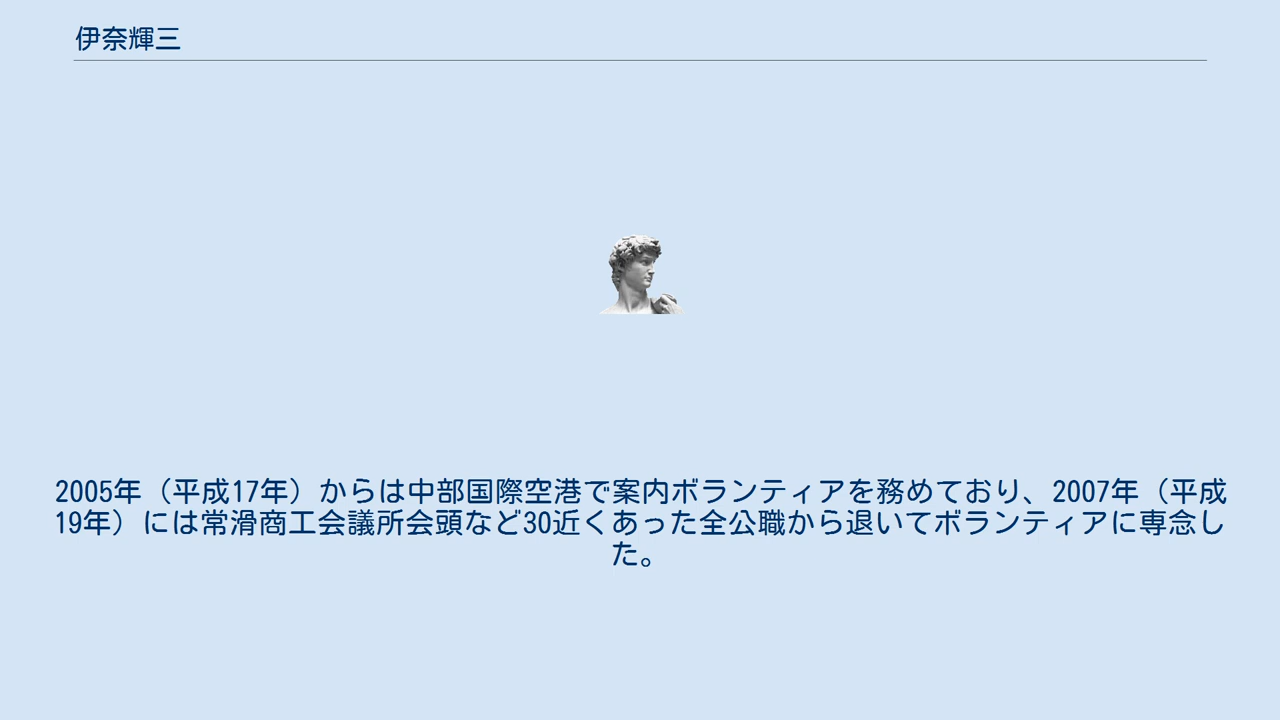 伊奈輝三
2005年（平成17年）からは中部国際空港で案内ボランティアを務めており、2007年（平成
19年）には常滑商工会議所会頭など30近くあった全公職から退いてボランティアに専念し
た。